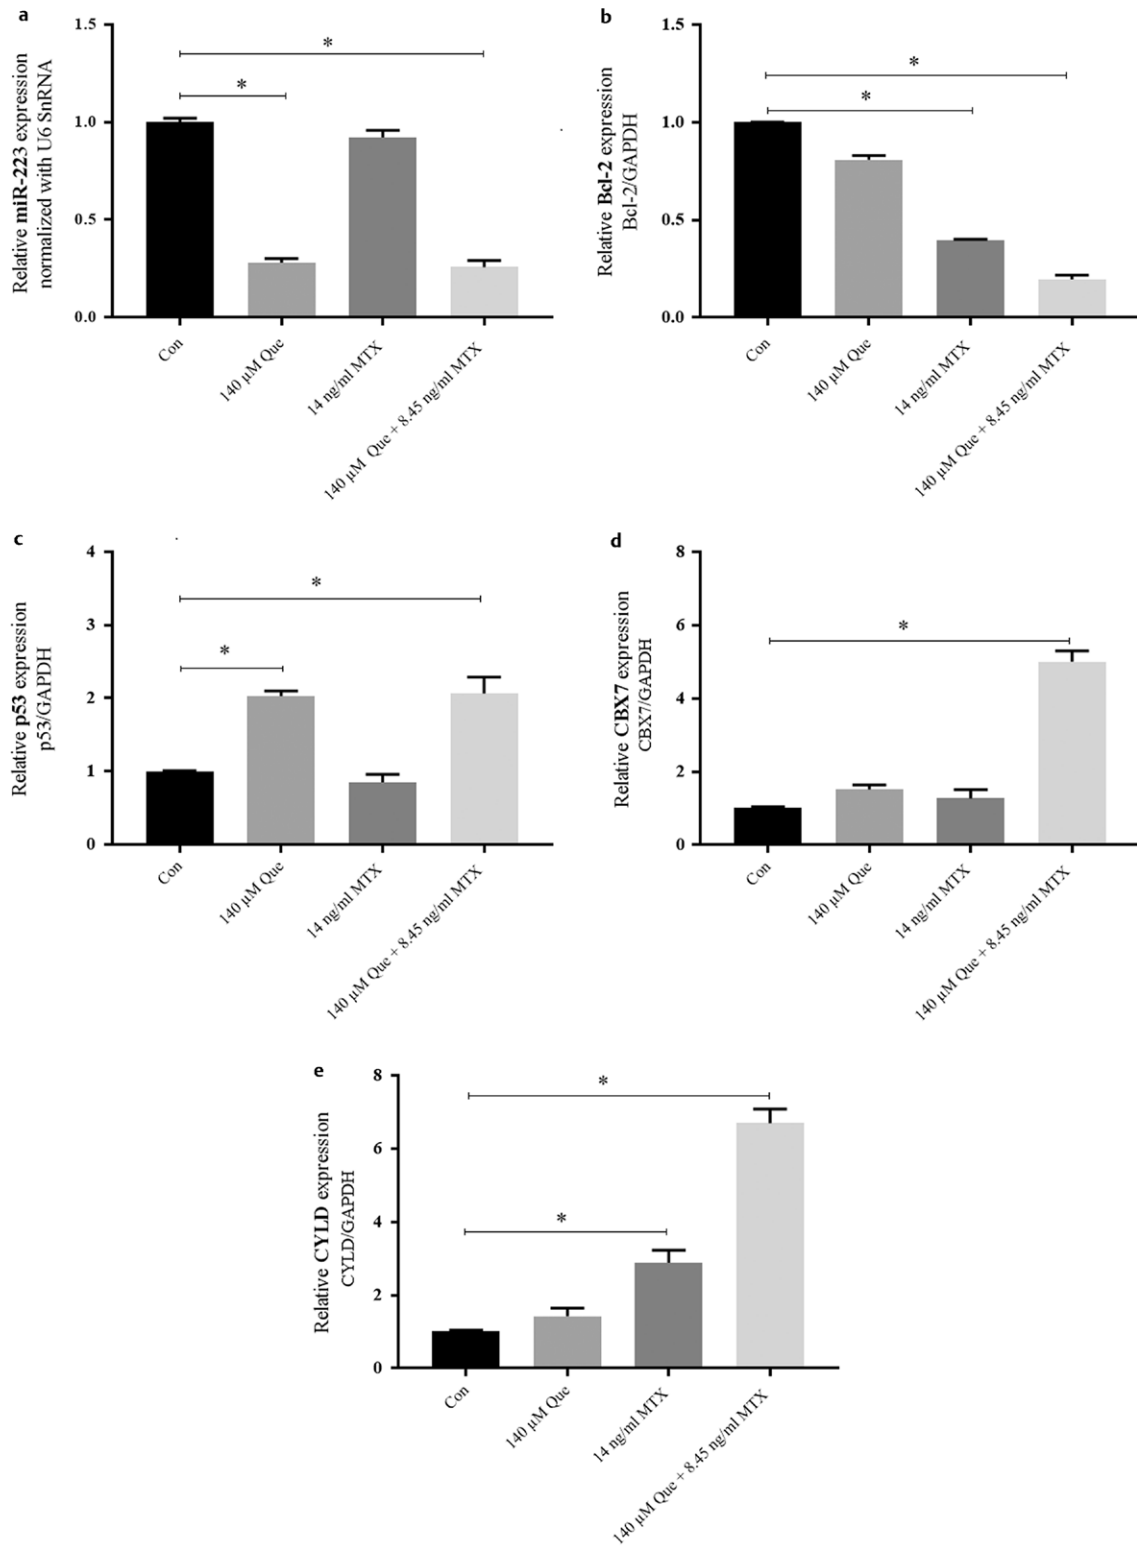 a
Relative miR-223 expression
normalized with U6 SnRNA
1.5
1.0
0.5
0.0
*
*
Con
140 µM Que
14 ng/ml MTX
140 µM Que + 8.45 ng/ml MTX
b
Relative Bcl-2 expression
Bcl-2/GAPDH
1.5
1.0
0.5
0.0
*
*
Con
140 µM Que
14 ng/ml MTX
140 µM Que + 8.45 ng/ml MTX
c
Relative p53 expression
p53/GAPDH
4
3
2
1
0
*
*
Con
140 µM Que
14 ng/ml MTX
140 µM Que + 8.45 ng/ml MTX
d
Relative CBX7 expression
CBX7/GAPDH
8
6
4
2
0
*
Con
140 µM Que
14 ng/ml MTX
140 µM Que + 8.45 ng/ml MTX
e
Relative CYLD expression
CYLD/GAPDH
8
6
4
2
0
*
*
Con
140 µM Que
14 ng/ml MTX
140 µM Que + 8.45 ng/ml MTX